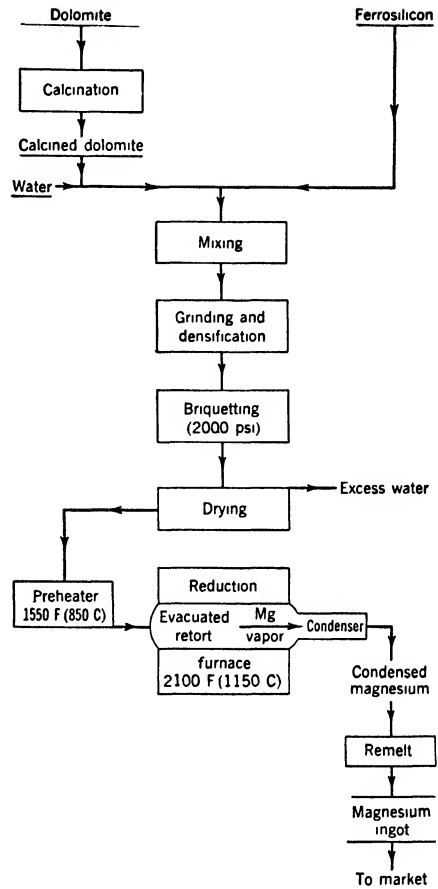 Dolomite
Ferrosilicon
Calcination
Calcined dolomite
Water
Mixing
Grinding and
densification
Briquetting
(2000 psi)
Excess water
Drying
Preheater
1550 F (850 C)
Reduction
Evacuated
retort
Mg
vapor
Condenser
furnace
2100 F (1150 C)
Condensed
magnesium
Remelt
Magnesium
ingot
To market